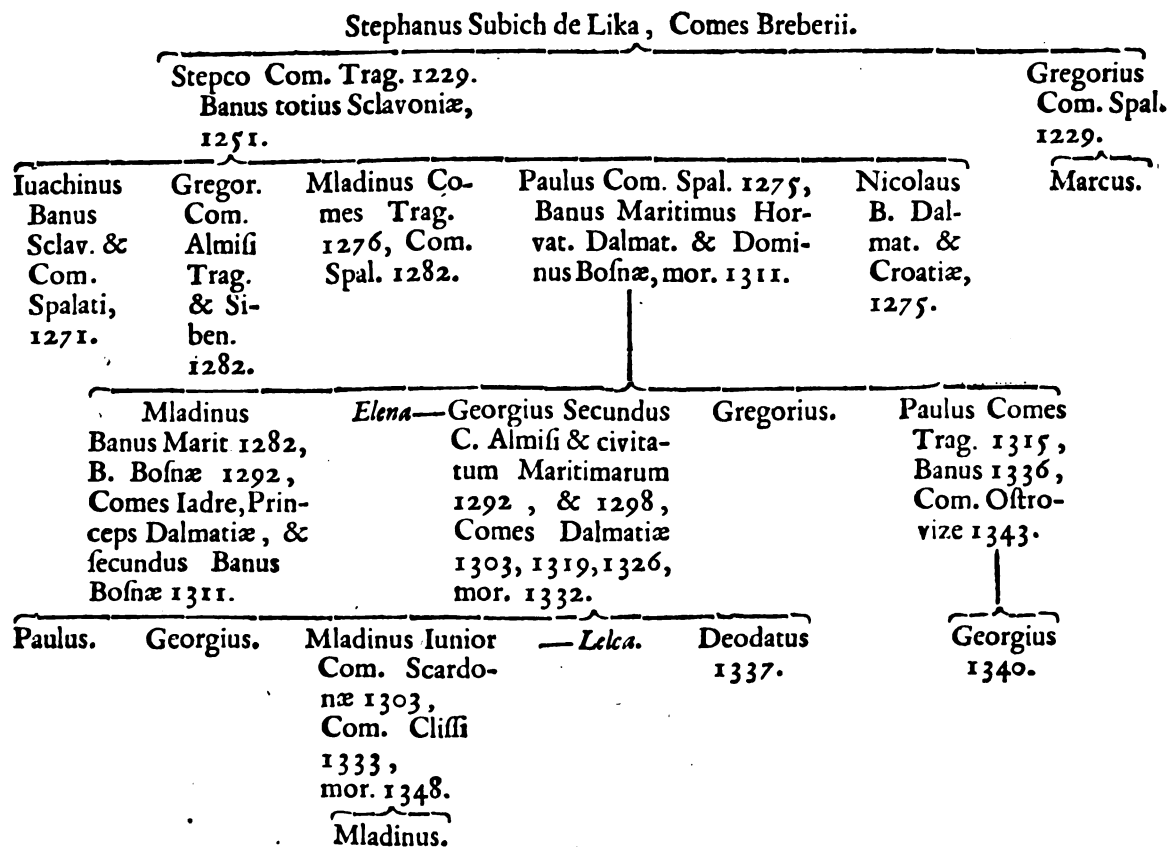 Stephanus Subich de Lika, Comes Breberii.
Stepco Com. Trag. 1229.
Banus totius Sclavoniæ,
1251.
Gregorius
Com. Spal.
1229.
Iuachinus
Banus
Sclav. &
Com.
Spalati,
1271.
Gregor.
Com.
Almiſi
Trag.
& Si-
ben.
1282.
Mladinus Co-
mes Trag.
1276, Com.
Spal. 1282.
Paulus Com. Spal. 1275,
Banus Maritimus Hor-
vat. Dalmat. & Domi-
nus Boſnæ, mor. 1311.
Nicolaus
B. Dal-
mat. &
Croatiæ,
1275.
Marcus.
Mladinus
Banus Marit 1282,
B. Boſnæ 1292,
Comes Iadre, Prin-
ceps Dalmatiæ, &
ſecundus Banus
Boſnæ 1311.
Elena—Georgius Secundus
C. Almiſi & civita-
tum Maritimarum
1292, & 1298,
Comes Dalmatiæ
1303, 1319, 1326,
mor. 1332.
Gregorius.
Paulus Comes
Trag. 1315,
Banus 1336,
Com. Oſtro-
vize 1343.
Paulus.
Georgius.
Mladinus Iunior
Com. Scardo-
næ 1303,
Com. Cliſſi
1333,
mor. 1348.
—Lelca.
Deodatus
1337.
Georgius
1340.
Mladinus.